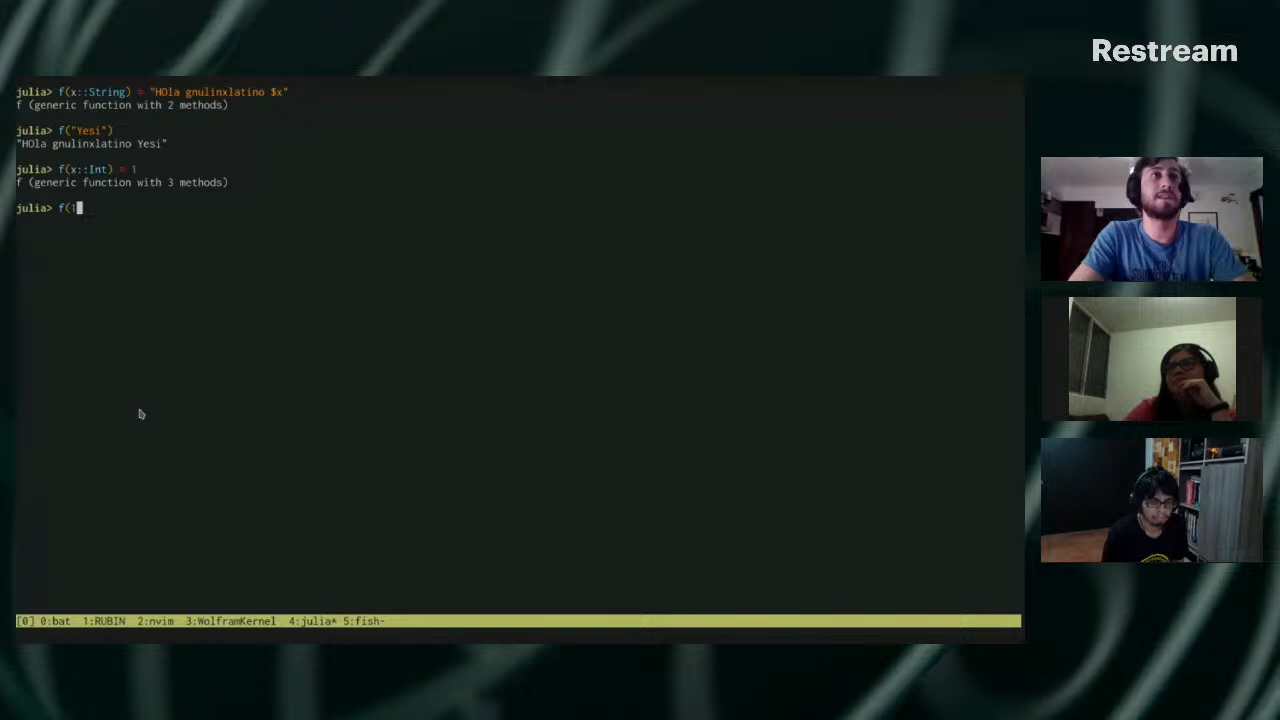 Restream
julia> f(x::String) = "HOla gnulinxlatino $x"
f (generic function with 2 methods)
julia> f("Yesi")
"HOla gnulinxlatino Yesi"
julia> f(x::Int) = 1
f (generic function with 3 methods)
julia> f(1
[0] 0:bat 1:RUBIN 2:nvim 3:WolframKernel 4:julia* 5:fish-